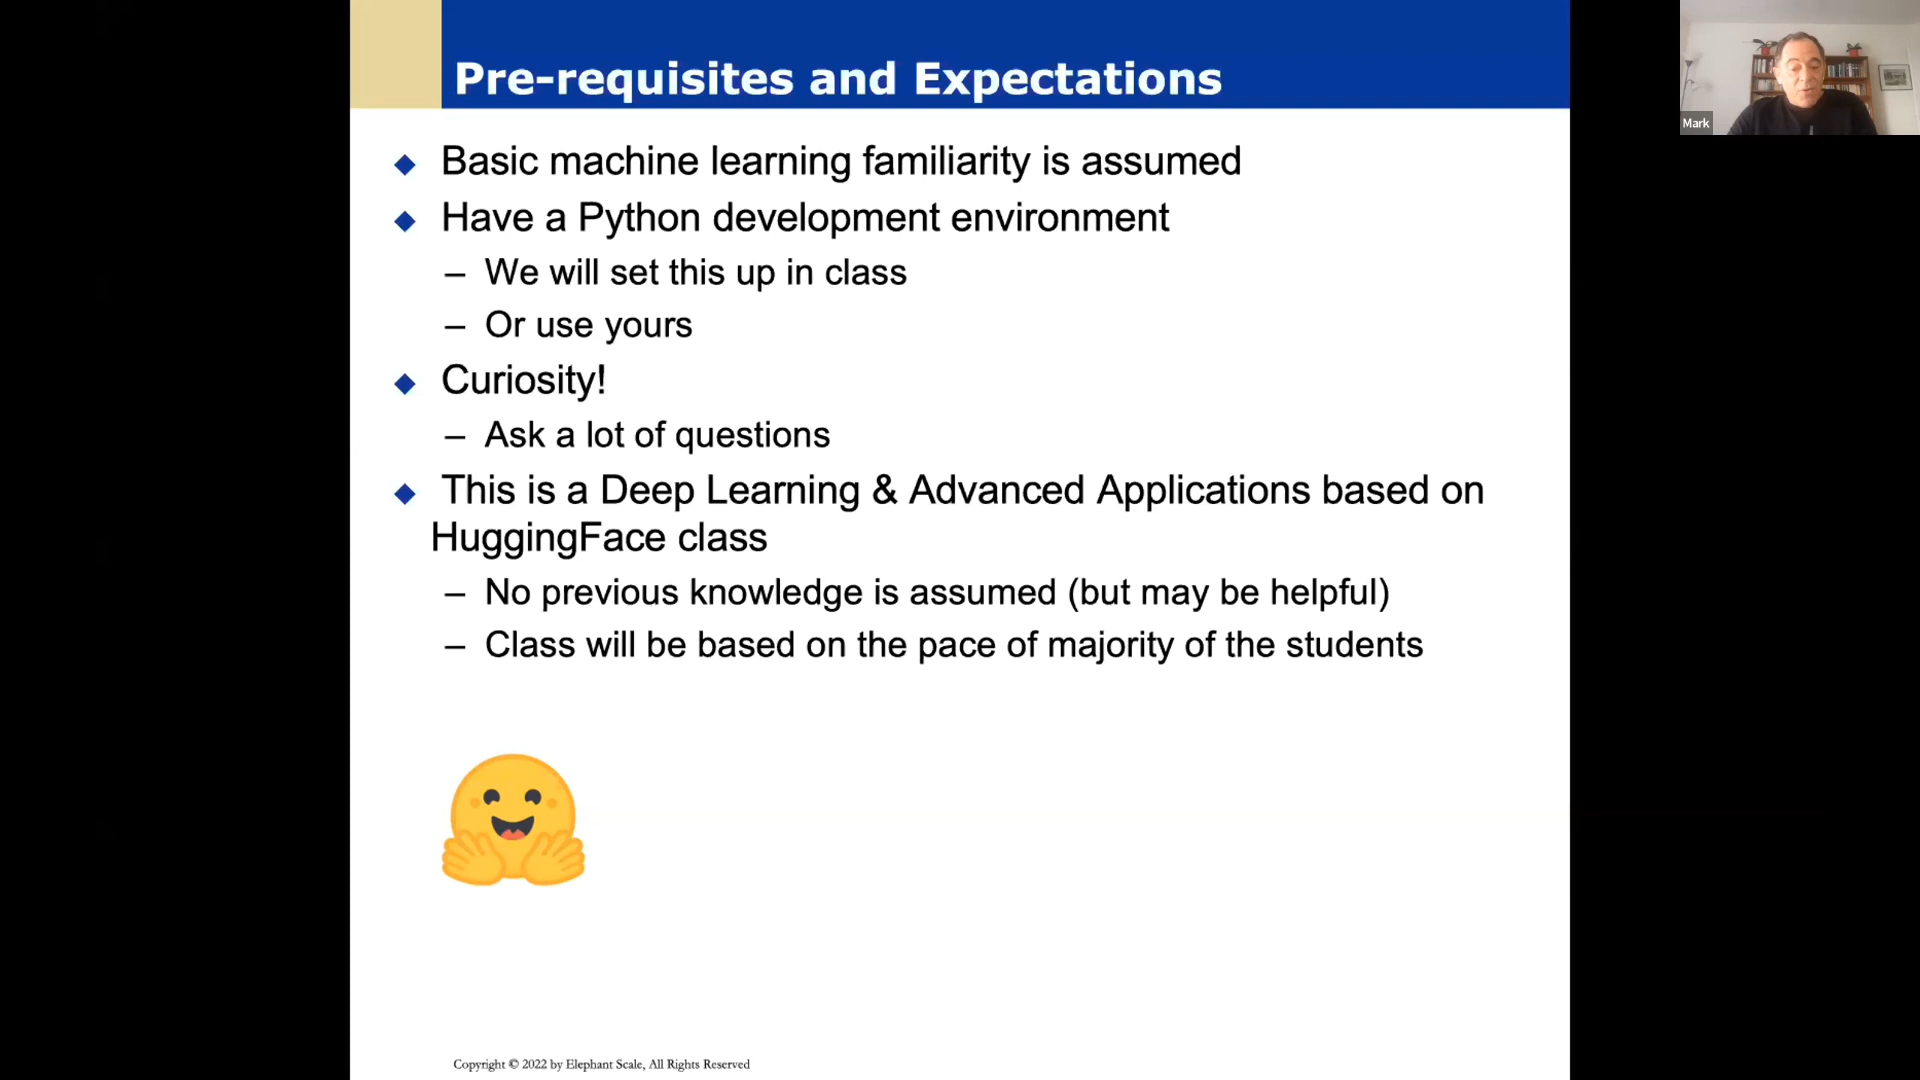 Pre-requisites and Expectations
Mark
Basic machine learning familiarity is assumed
Have a Python development environment
– We will set this up in class
– Or use yours
Curiosity!
– Ask a lot of questions
This is a Deep Learning & Advanced Applications based on
HuggingFace class
– No previous knowledge is assumed (but may be helpful)
– Class will be based on the pace of majority of the students
Copyright © 2022 by Elephant Scale, All Rights Reserved